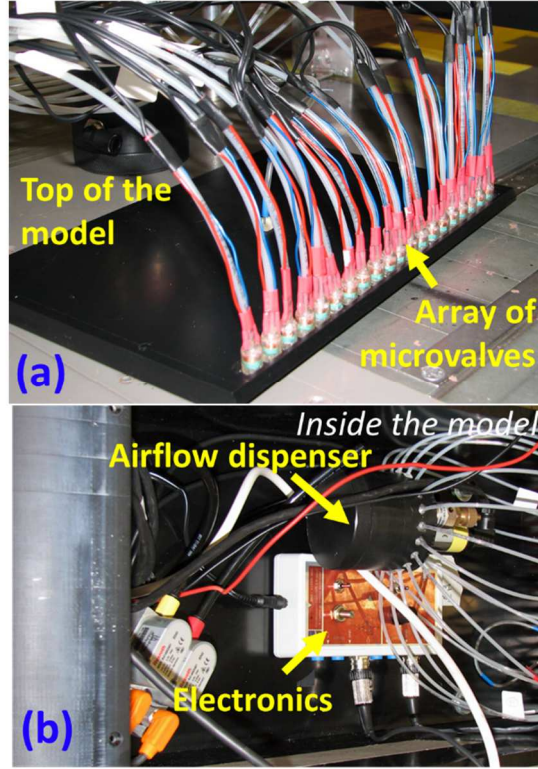 Top of the
model
Array of
microvalves
(a)
Inside the model
Airflow dispenser
Electronics
(b)